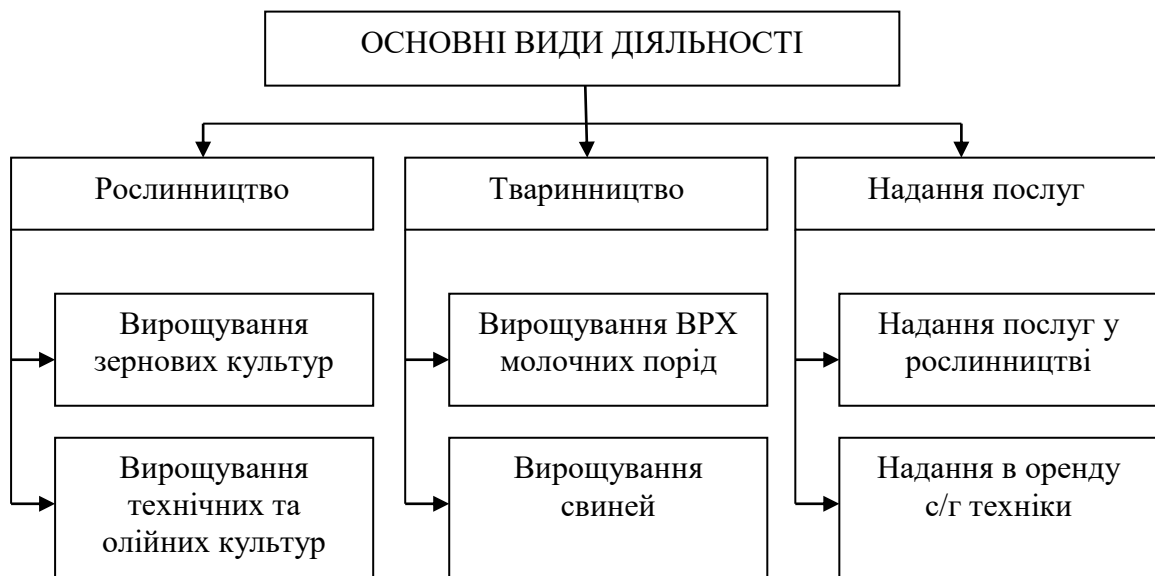 ОСНОВНІ ВИДИ ДІЯЛЬНОСТІ
Рослинництво
Тваринництво
Надання послуг
Вирощування
зернових культур
Вирощування ВРХ
молочних порід
Надання послуг у
рослинництві
Вирощування
технічних та
олійних культур
Вирощування
свиней
Надання в оренду
с/г техніки